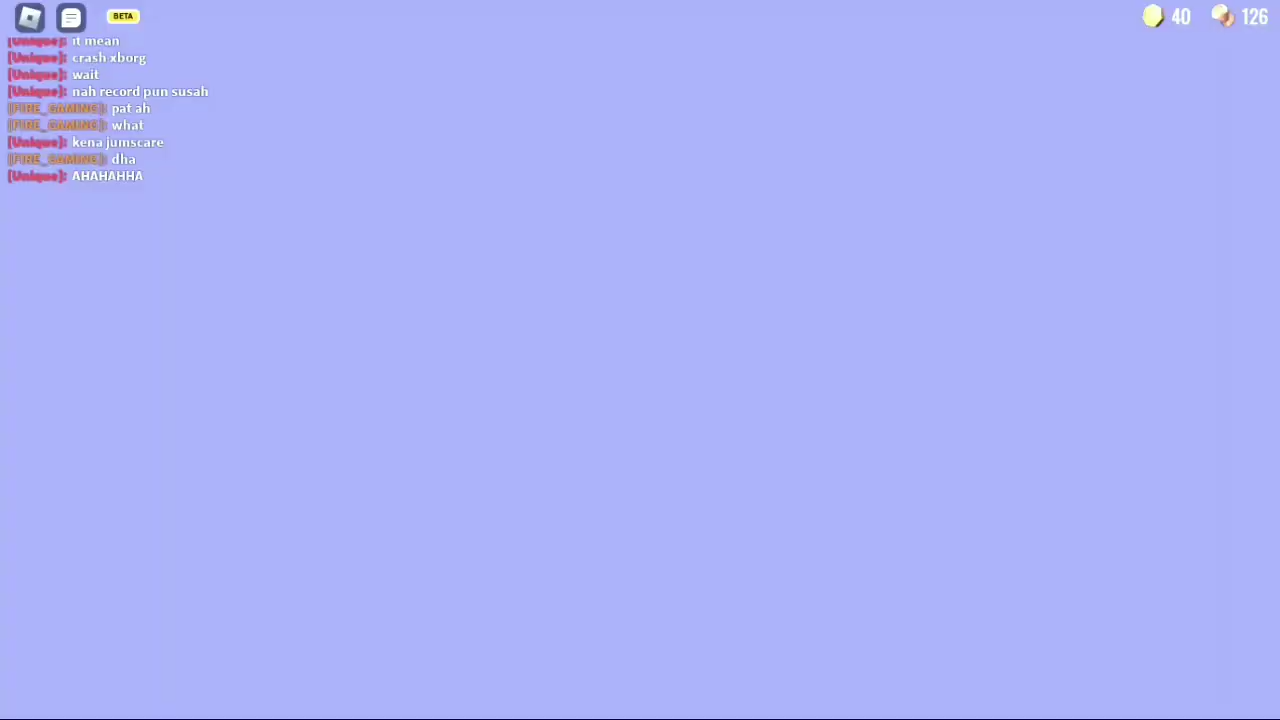 BETA
40
126
[Unique]: it mean
[Unique]: crash xborg
[Unique]: wait
[Unique]: nah record pun susah
[FIRE_GAMING]: pat ah
[FIRE_GAMING]: what
[Unique]: kena jumscare
[FIRE_GAMING]: dha
[Unique]: AHAHAHHA